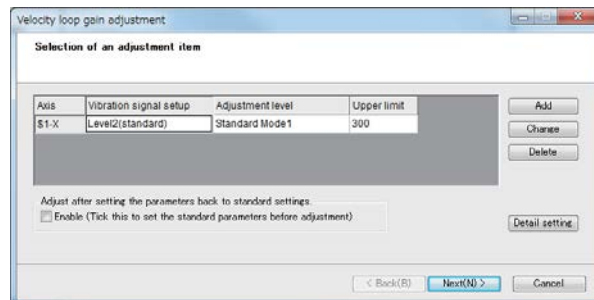 Velocity loop gain adjustment
Selection of an adjustment item
Axis Vibration signal setup Adjustment level Upper limit
$1-X Level2(standard) Standard Mode1 300
Add
Change
Delete
Adjust after setting the parameters back to standard settings.
Enable (Tick this to set the standard parameters before adjustment)
Detail setting
< Back(B) Next(N) > Cancel